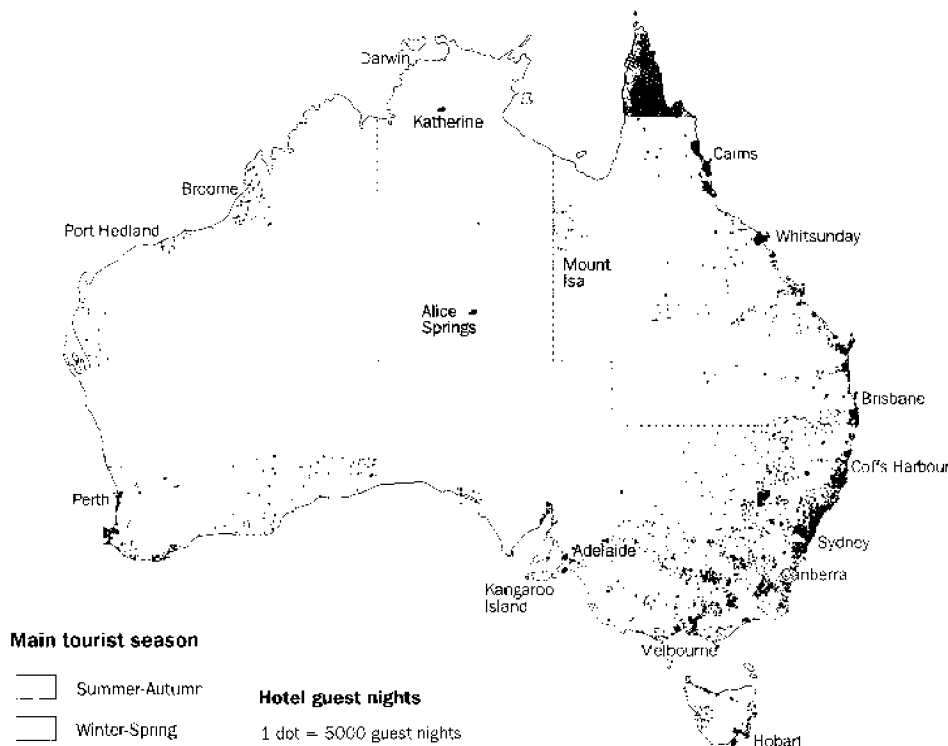 Darwin
Katherine
Cairns
Broome
Port Hedland
Whitsunday
Mount
Isa
Alice
Springs
Brisbane
Coffs Harbour
Perth
Sydney
Adelaide
Canberra
Kangaroo
Island
Melbourne
Main tourist season
Summer-Autumn
Hotel guest nights
Winter-Spring
1 dot = 5000 guest nights
Hobart